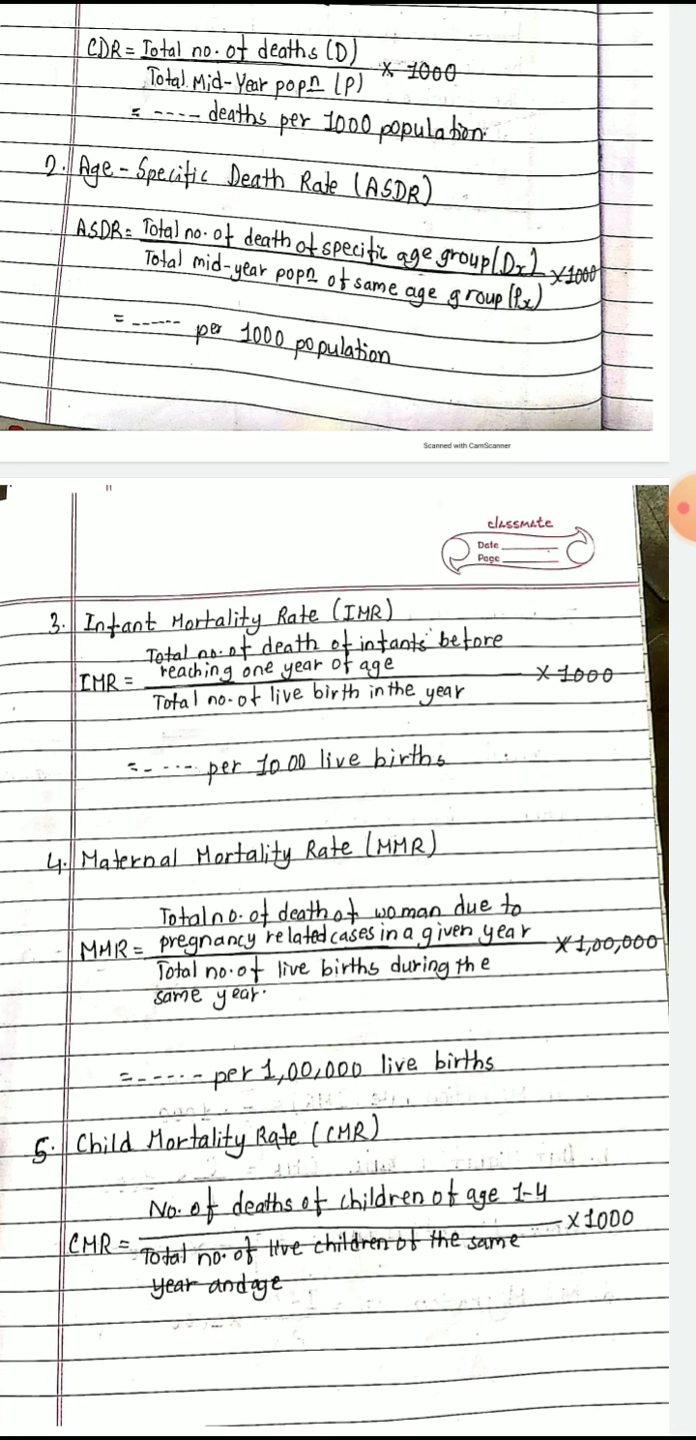 CDR = Total no. of deaths (D)
Total Mid-Year popn (P) × 1000
= ---- deaths per 1000 population.
2. Age - Specific Death Rate (ASDR)
ASDR = Total no. of death of specific age group (Dx) × 1000
Total mid-year popn of same age group (Px)
= ------ per 1000 population
Scanned with CamScanner
classmate
Date
Page
3. Infant Mortality Rate (IMR)
Total no. of death of infants before
reaching one year of age
IMR = × 1000
Total no. of live birth in the year
= ----- per 1000 live births
4. Maternal Mortality Rate (MMR)
Total no. of death of woman due to
MMR = pregnancy related cases in a given year × 1,00,000
Total no. of live births during the
same year.
= ------ per 1,00,000 live births
5. Child Mortality Rate (CMR)
No. of deaths of children of age 1-4
CMR = × 1000
Total no. of live children of the same
year and age